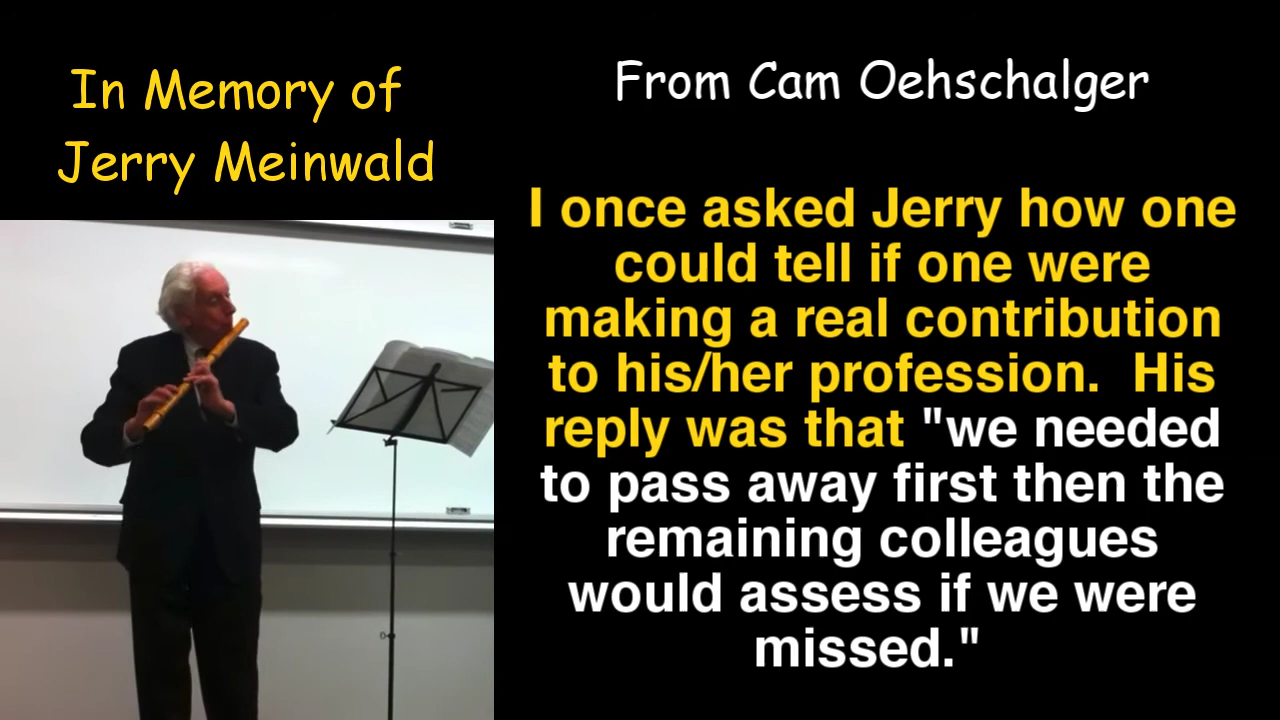 In Memory of
Jerry Meinwald
From Cam Oehschalger
I once asked Jerry how one
could tell if one were
making a real contribution
to his/her profession.  His
reply was that "we needed
to pass away first then the
remaining colleagues
would assess if we were
missed."